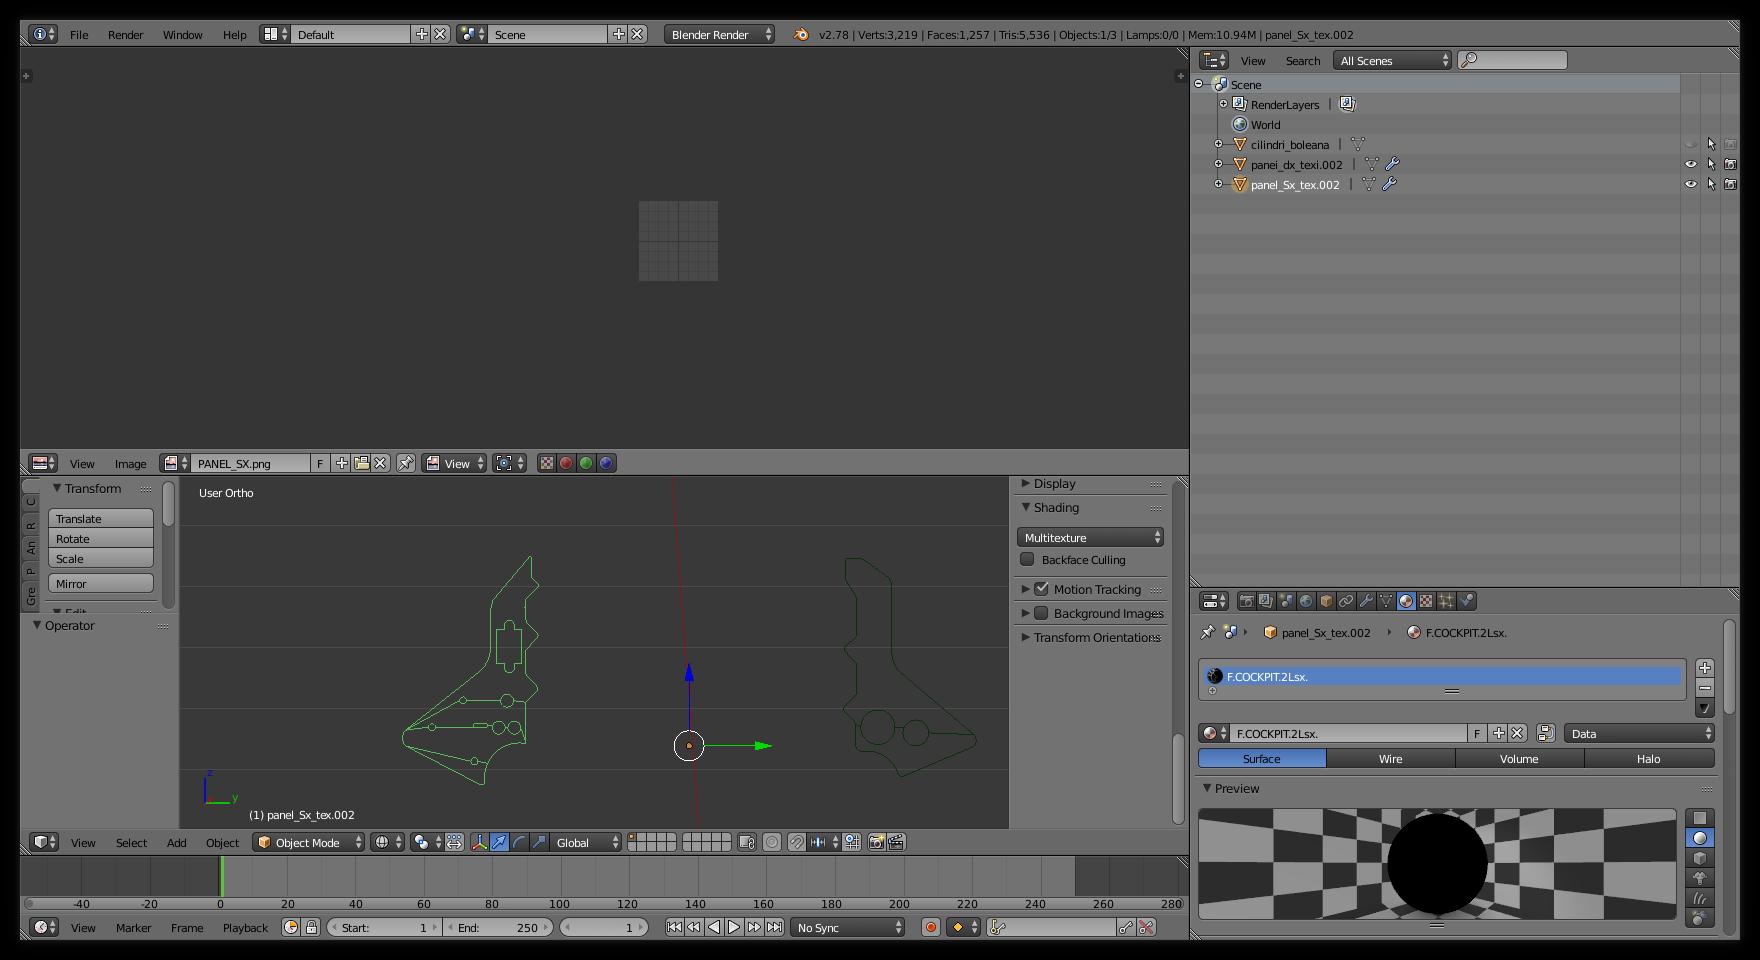 File Render Window Help Default Scene Blender Render v2.78 | Verts:3,219 | Faces:1,257 | Tris:5,536 | Objects:1/3 | Lamps:0/0 | Mem:10.94M | panel_Sx_tex.002
View Search All Scenes
Scene
RenderLayers
World
cilindri_boleana
panei_dx_texi.002
panel_Sx_tex.002
View Image PANEL_SX.png F View
Transform
Translate
Rotate
Scale
Mirror
Edit
Operator
C
R
An
P
Gre
User Ortho
z
y
(1) panel_Sx_tex.002
Display
Shading
Multitexture
Backface Culling
Motion Tracking
Background Images
Transform Orientations
View Select Add Object Object Mode Global
-40 -20 0 20 40 60 80 100 120 140 160 180 200 220 240 260 280
View Marker Frame Playback Start: 1 End: 250 1 No Sync
panel_Sx_tex.002 F.COCKPIT.2Lsx.
F.COCKPIT.2Lsx.
F.COCKPIT.2Lsx. F Data
Surface Wire Volume Halo
Preview